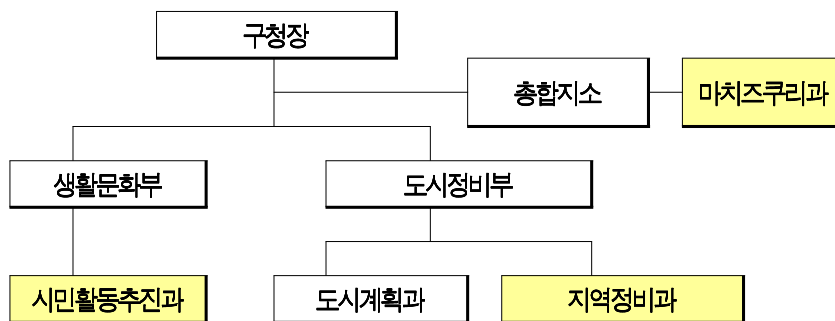 구청장
총합지소
마치즈쿠리과
생활문화부
도시정비부
시민활동추진과
도시계획과
지역정비과